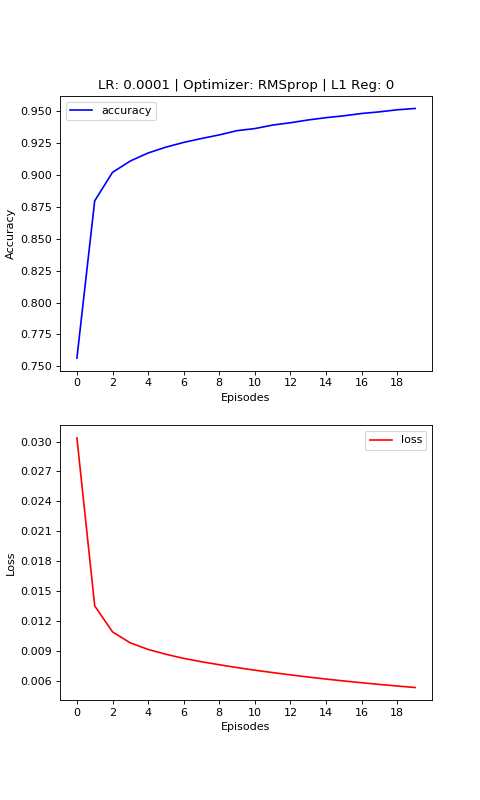 LR: 0.0001 | Optimizer: RMSprop | L1 Reg: 0
accuracy
0.950
0.925
0.900
0.875
0.850
0.825
0.800
0.775
0.750
Accuracy
0 2 4 6 8 10 12 14 16 18
Episodes
loss
0.030
0.027
0.024
0.021
0.018
0.015
0.012
0.009
0.006
Loss
0 2 4 6 8 10 12 14 16 18
Episodes